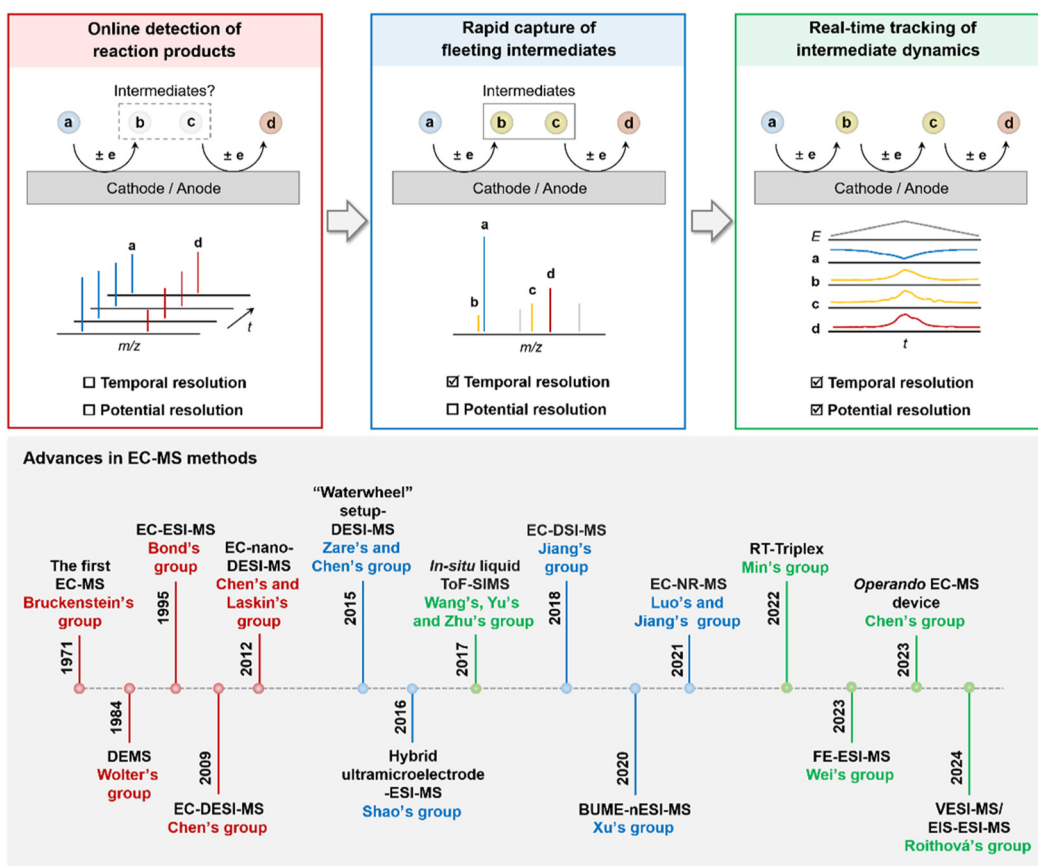 Online detection of
reaction products
Intermediates?
a
b
c
d
± e
± e
Cathode / Anode
a
d
t
m/z
☐ Temporal resolution
☐ Potential resolution
Rapid capture of
fleeting intermediates
Intermediates
a
b
c
d
± e
± e
Cathode / Anode
a
b
c
d
m/z
☑ Temporal resolution
☐ Potential resolution
Real-time tracking of
intermediate dynamics
a
b
c
d
± e
± e
± e
Cathode / Anode
E
a
b
c
d
t
☑ Temporal resolution
☑ Potential resolution
Advances in EC-MS methods
The first
EC-MS
Bruckenstein's
group
1971
1984
DEMS
Wolter's
group
EC-ESI-MS
Bond's
group
1995
2009
EC-DESI-MS
Chen's group
EC-nano-
DESI-MS
Chen's and
Laskin's
group
2012
"Waterwheel"
setup-
DESI-MS
Zare's and
Chen's group
2015
2016
Hybrid
ultramicroelectrode
-ESI-MS
Shao's group
In-situ liquid
ToF-SIMS
Wang's, Yu's
and Zhu's group
2017
EC-DSI-MS
Jiang's
group
2018
2020
BUME-nESI-MS
Xu's group
EC-NR-MS
Luo's and
Jiang's group
2021
RT-Triplex
Min's group
2022
2023
FE-ESI-MS
Wei's group
Operando EC-MS
device
Chen's group
2023
2024
VESI-MS/
EIS-ESI-MS
Roithová's group